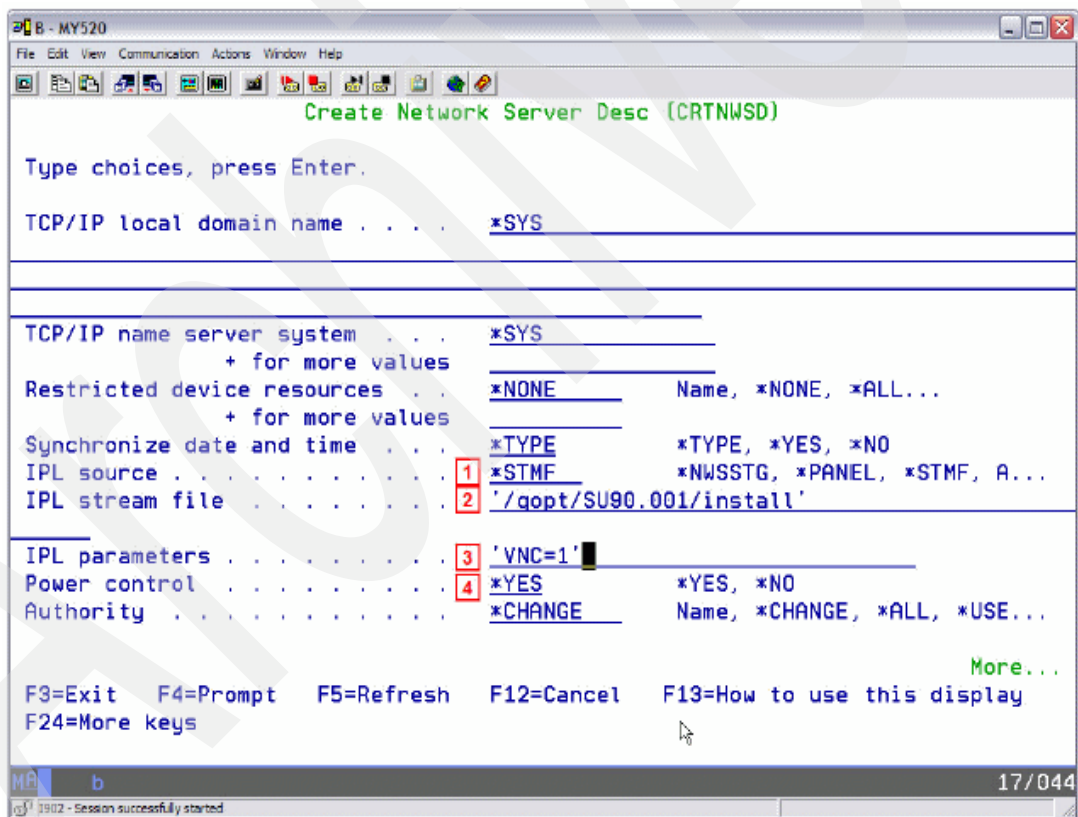 B - MY520
File Edit View Communication Actions Window Help
Create Network Server Desc (CRTNWSD)
Type choices, press Enter.
TCP/IP local domain name . . . . *SYS
TCP/IP name server system . . . *SYS
+ for more values
Restricted device resources . . *NONE Name, *NONE, *ALL...
+ for more values
Synchronize date and time . . . *TYPE *TYPE, *YES, *NO
IPL source . . . . . . . . . . . 1 *STMF *NWSSTG, *PANEL, *STMF, A...
IPL stream file . . . . . . . . 2 '/qopt/SU90.001/install'
IPL parameters . . . . . . . . . 3 'VNC=1'
Power control . . . . . . . . . 4 *YES *YES, *NO
Authority . . . . . . . . . . . *CHANGE Name, *CHANGE, *ALL, *USE...
More...
F3=Exit F4=Prompt F5=Refresh F12=Cancel F13=How to use this display
F24=More keys
MA b 17/044
I902 - Session successfully started